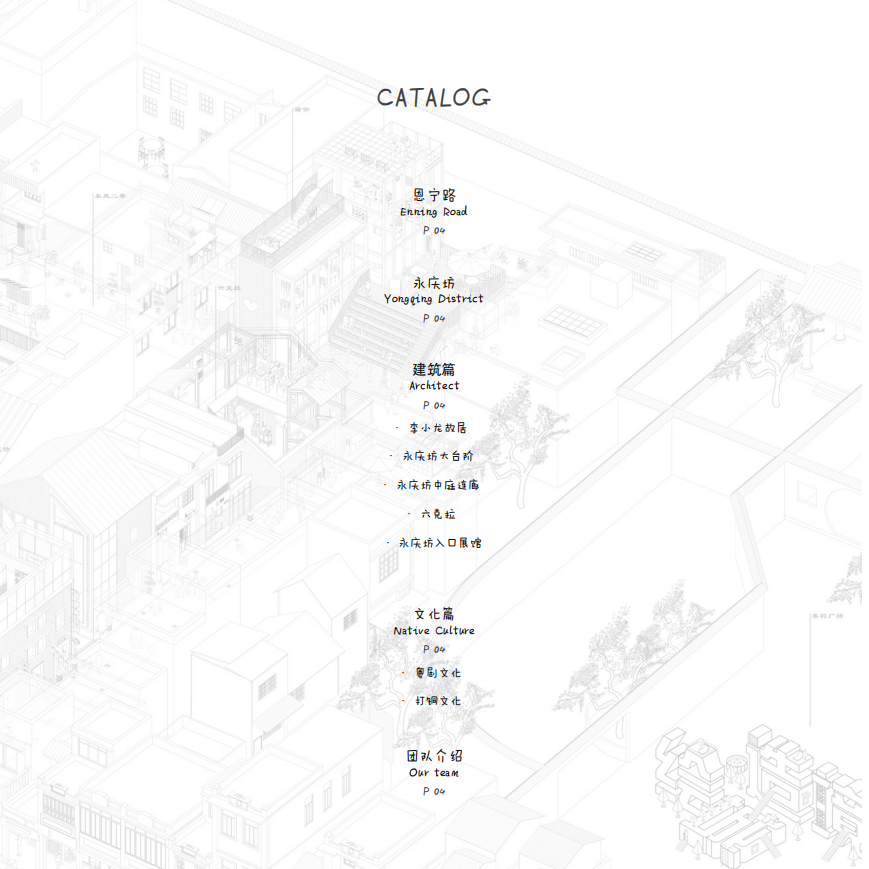 CATALOG
恩宁路
Enning Road
P 04
永庆坊
Yongqing District
P 04
建筑篇
Architect
P 04
· 李小龙故居
· 永庆坊大台阶
· 永庆坊中庭连廊
· 六克拉
· 永庆坊入口展馆
文化篇
Native Culture
P 04
· 粤剧文化
· 打铜文化
团队介绍
Our team
P 04